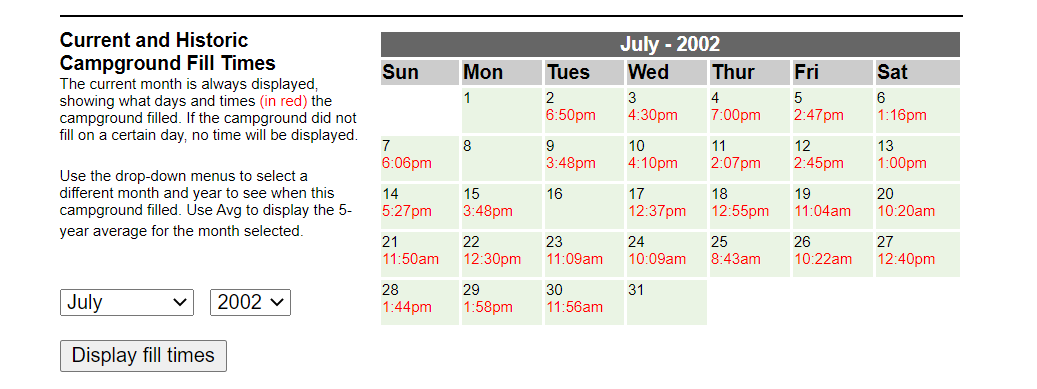 Current and Historic
Campground Fill Times
The current month is always displayed,
showing what days and times (in red) the
campground filled. If the campground did not
fill on a certain day, no time will be displayed.
Use the drop-down menus to select a
different month and year to see when this
campground filled. Use Avg to display the 5-
year average for the month selected.
July 2002
Display fill times
July - 2002
Sun Mon Tues Wed Thur Fri Sat
1 2 3 4 5 6
6:50pm 4:30pm 7:00pm 2:47pm 1:16pm
7 8 9 10 11 12 13
6:06pm 3:48pm 4:10pm 2:07pm 2:45pm 1:00pm
14 15 16 17 18 19 20
5:27pm 3:48pm 12:37pm 12:55pm 11:04am 10:20am
21 22 23 24 25 26 27
11:50am 12:30pm 11:09am 10:09am 8:43am 10:22am 12:40pm
28 29 30 31
1:44pm 1:58pm 11:56am